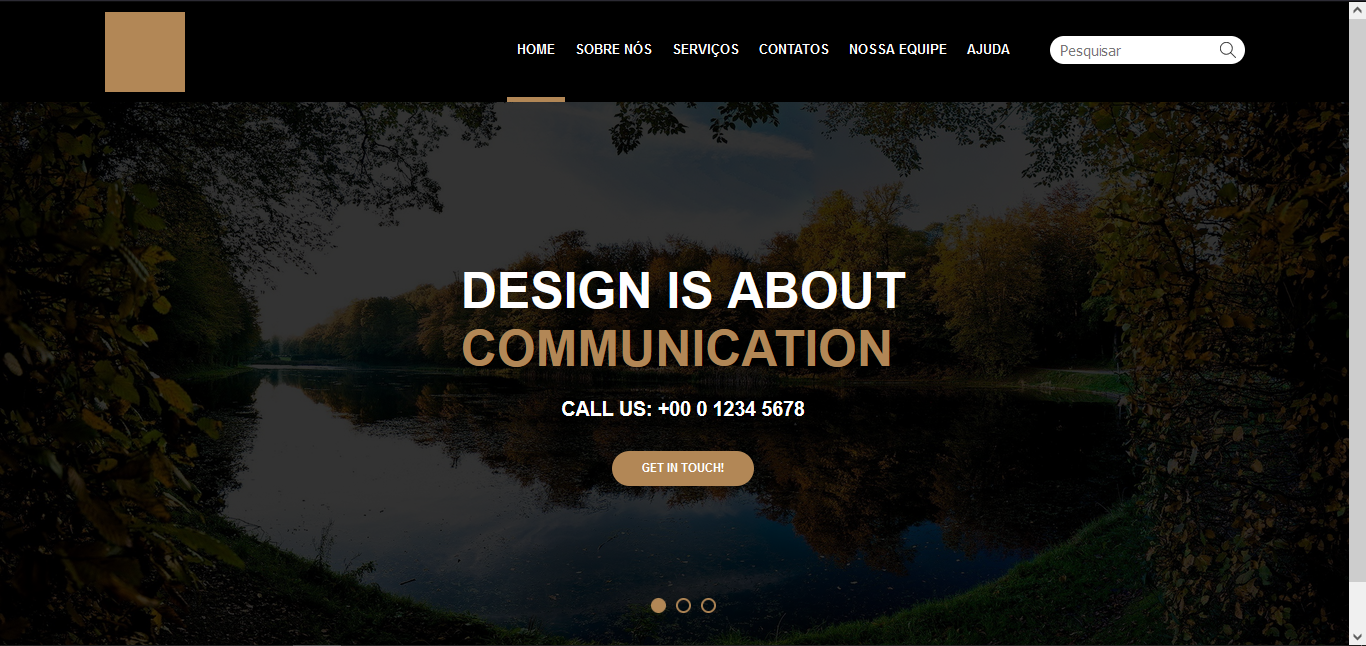 HOME SOBRE NÓS SERVIÇOS CONTATOS NOSSA EQUIPE AJUDA Pesquisar
DESIGN IS ABOUT
COMMUNICATION
CALL US: +00 0 1234 5678
GET IN TOUCH!